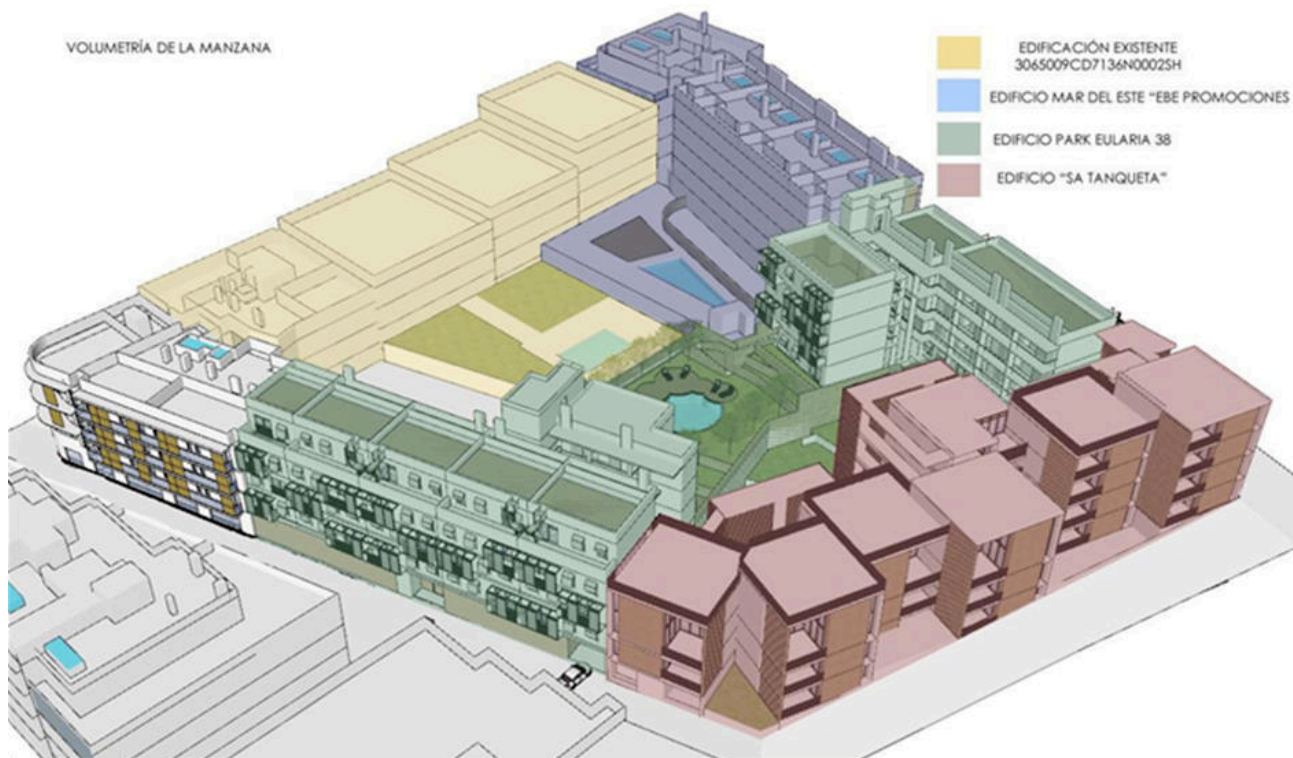 VOLUMETRÍA DE LA MANZANA
EDIFICACIÓN EXISTENTE
3065009CD7136N0002SH
EDIFICIO MAR DEL ESTE "EBE PROMOCIONES
EDIFICIO PARK EULARIA 38
EDIFICIO "SA TANQUETA"